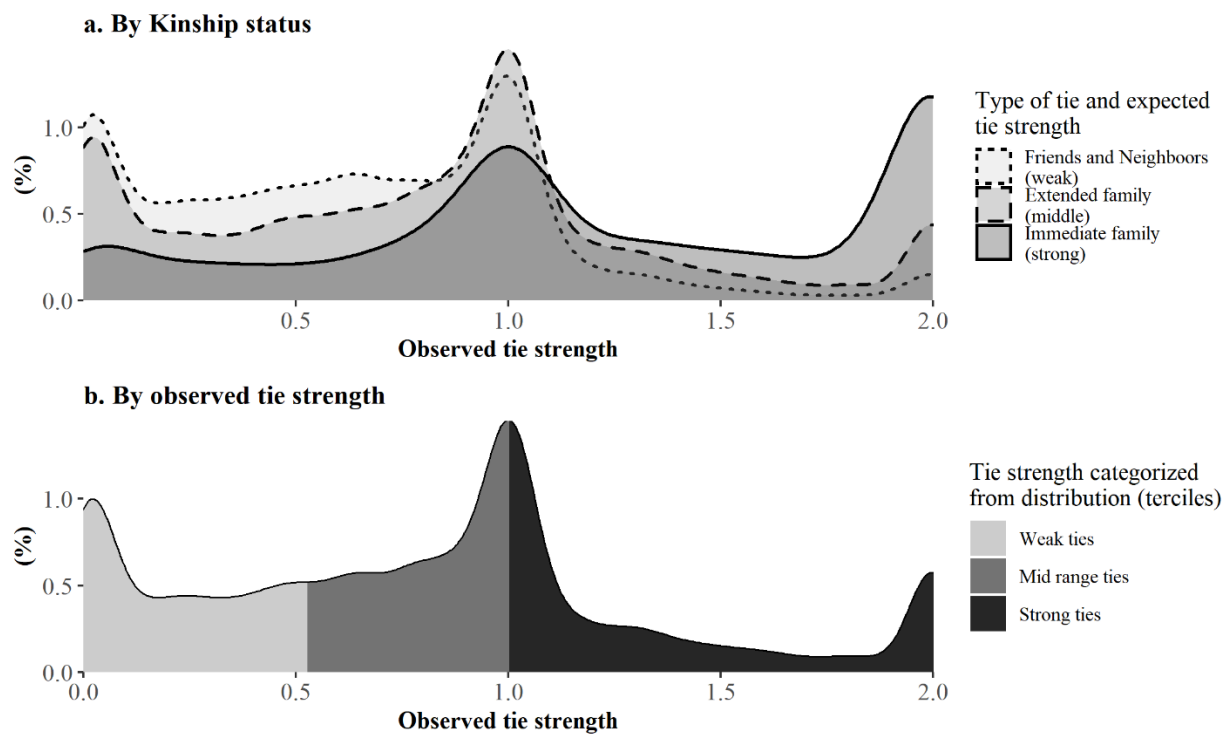 a. By Kinship status
(%)
1.0
0.5
0.0
0.5
1.0
1.5
2.0
Observed tie strength
Type of tie and expected
tie strength
Friends and Neighboors
(weak)
Extended family
(middle)
Immediate family
(strong)
b. By observed tie strength
(%)
1.0
0.5
0.0
0.0
0.5
1.0
1.5
2.0
Observed tie strength
Tie strength categorized
from distribution (terciles)
Weak ties
Mid range ties
Strong ties